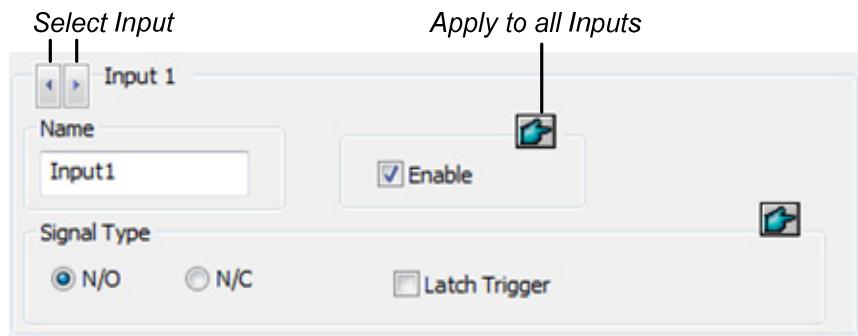 Select Input
Apply to all Inputs
Input 1
Name
Input1
Enable
Signal Type
N/O
N/C
Latch Trigger